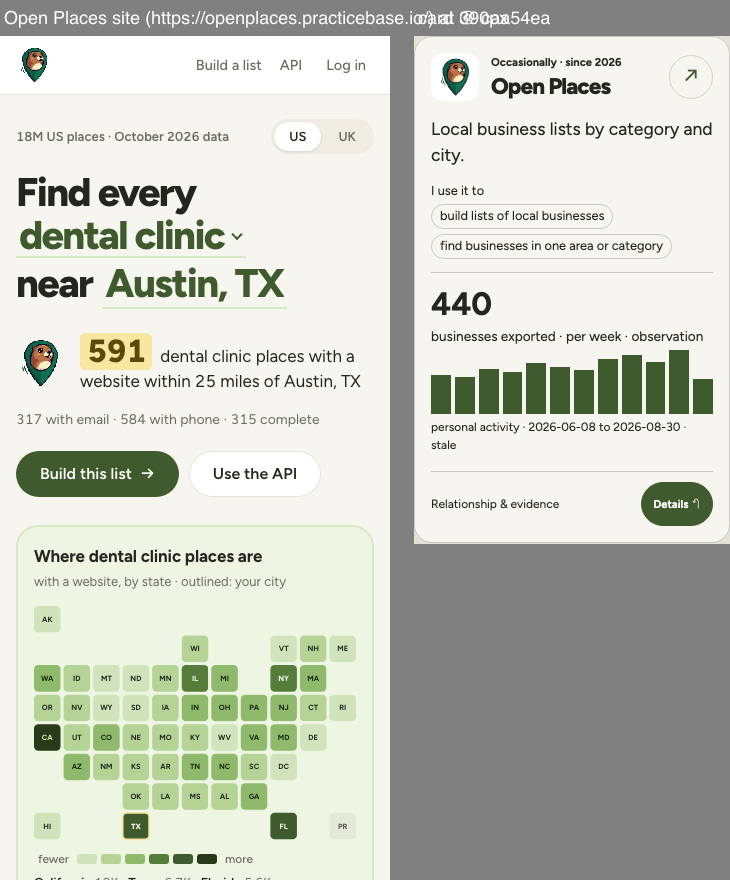 Open Places site (https://openplaces.practicebase.io/) at 390px
Build a list API Log in
18M US places · October 2026 data
US UK
Find every
dental clinic
near Austin, TX
591 dental clinic places with a
website within 25 miles of Austin, TX
317 with email · 584 with phone · 315 complete
Build this list →
Use the API
Where dental clinic places are
with a website, by state · outlined: your city
AK
WI VT NH ME
WA ID MT ND MN IL MI NY MA
OR NV WY SD IA IN OH PA NJ CT RI
CA UT CO NE MO KY WV VA MD DE
AZ NM KS AR TN NC SC DC
OK LA MS AL GA
HI TX FL PR
fewer more
Occasionally · since 2026
Open Places
Local business lists by category and
city.
I use it to
build lists of local businesses
find businesses in one area or category
440
businesses exported · per week · observation
personal activity · 2026-06-08 to 2026-08-30 ·
stale
Relationship & evidence
Details